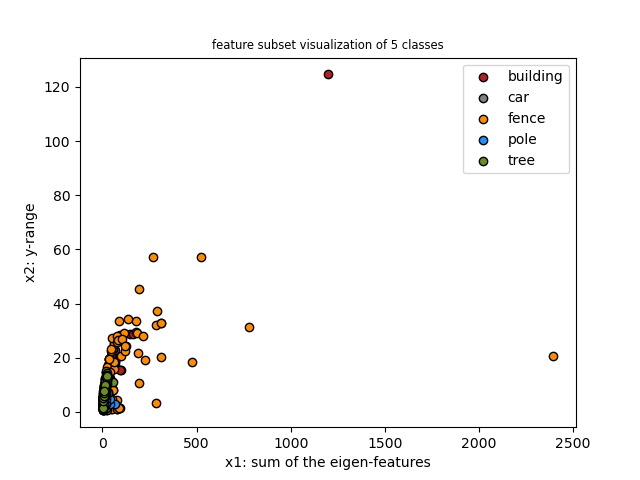 feature subset visualization of 5 classes
building
car
fence
pole
tree
120
100
80
60
40
20
0
x2: y-range
0
500
1000
1500
2000
2500
x1: sum of the eigen-features